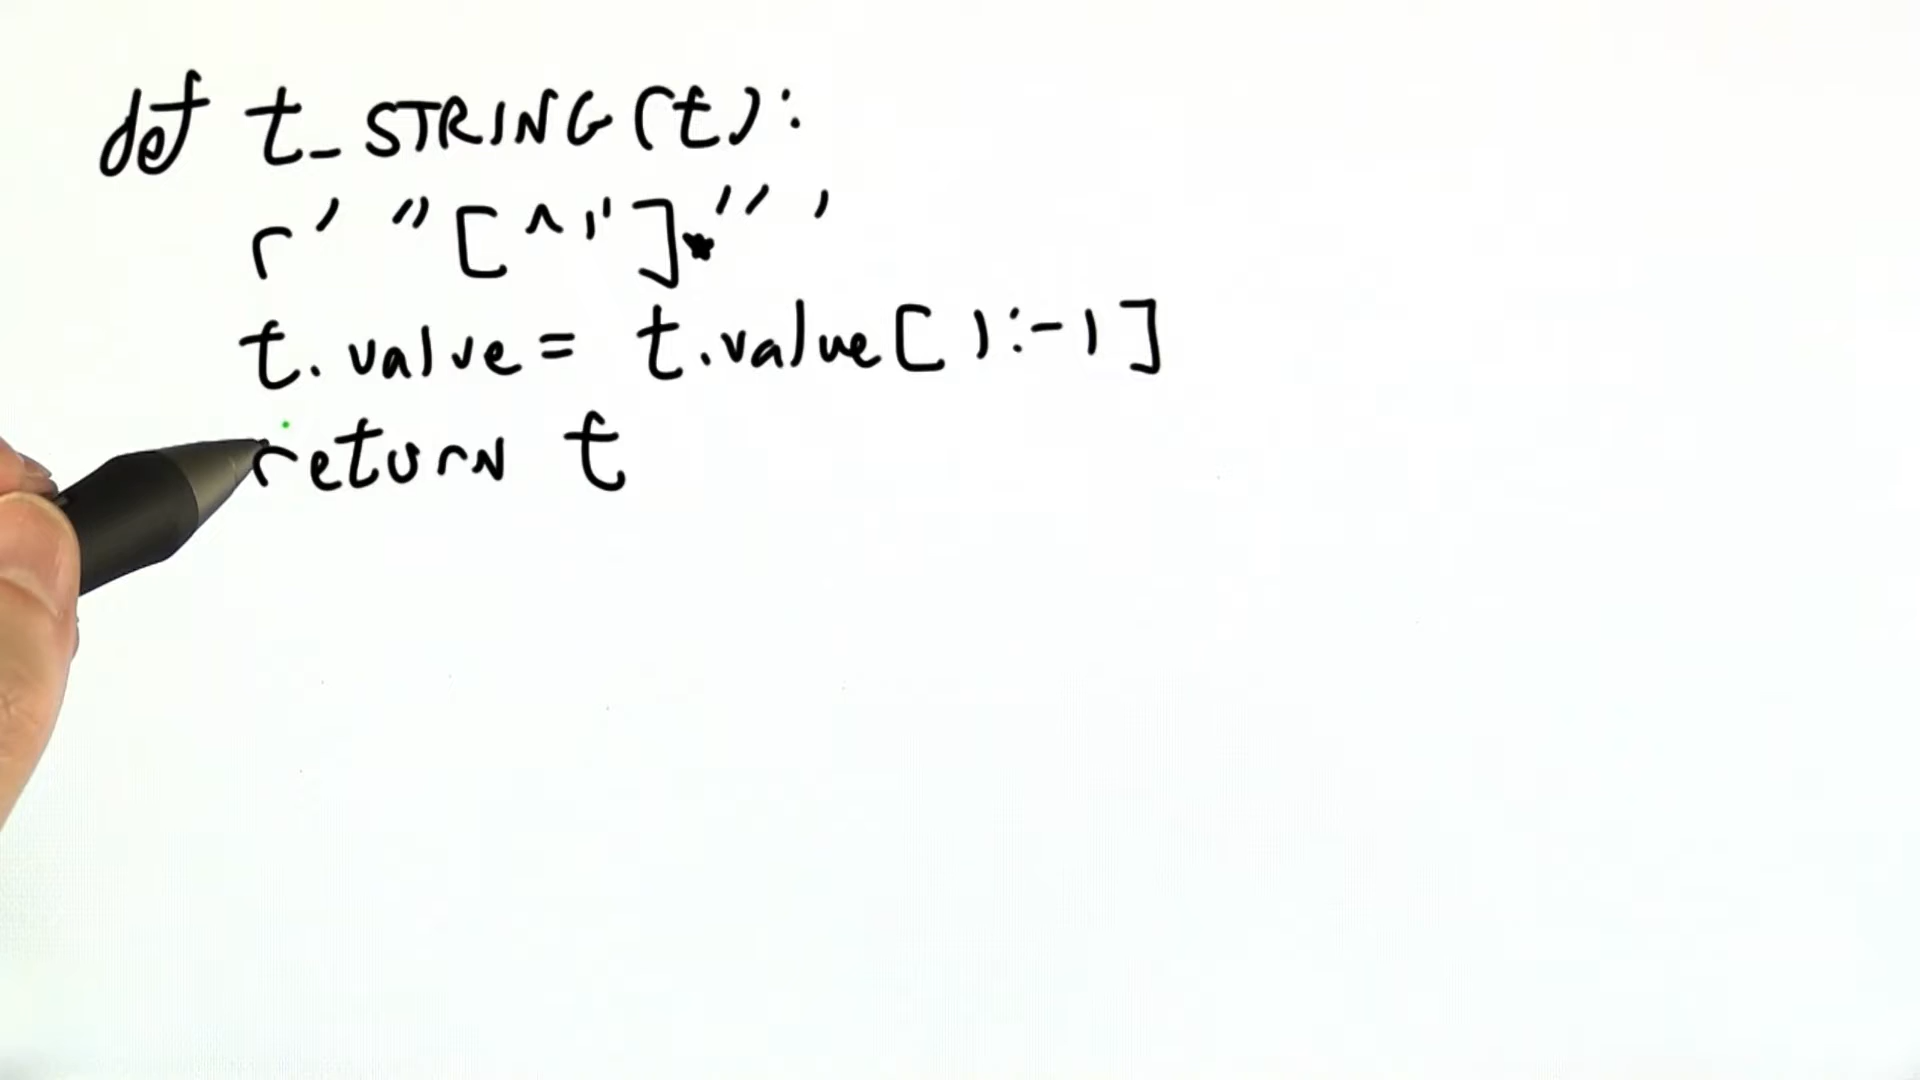 def t_STRING(t):
r' "[^"]*" '
t.value = t.value[1:-1]
return t